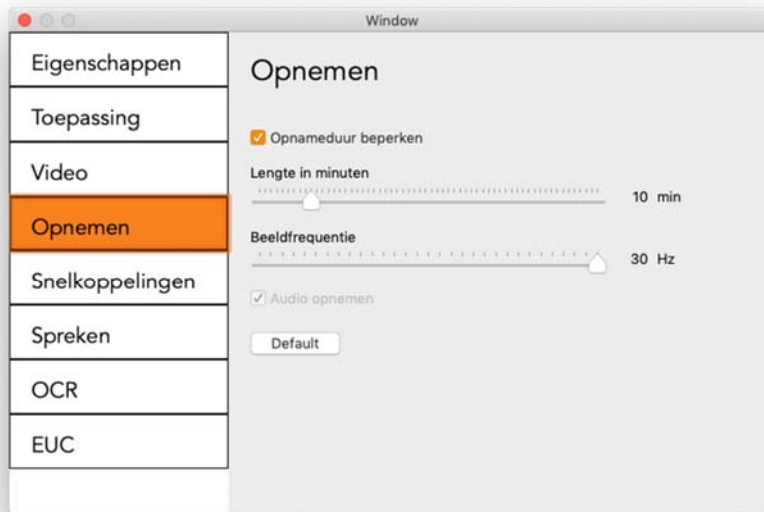 Window
Eigenschappen
Toepassing
Video
Opnemen
Snelkoppelingen
Spreken
OCR
EUC
Opnemen
Opnameduur beperken
Lengte in minuten
10 min
Beeldfrequentie
30 Hz
Audio opnemen
Default